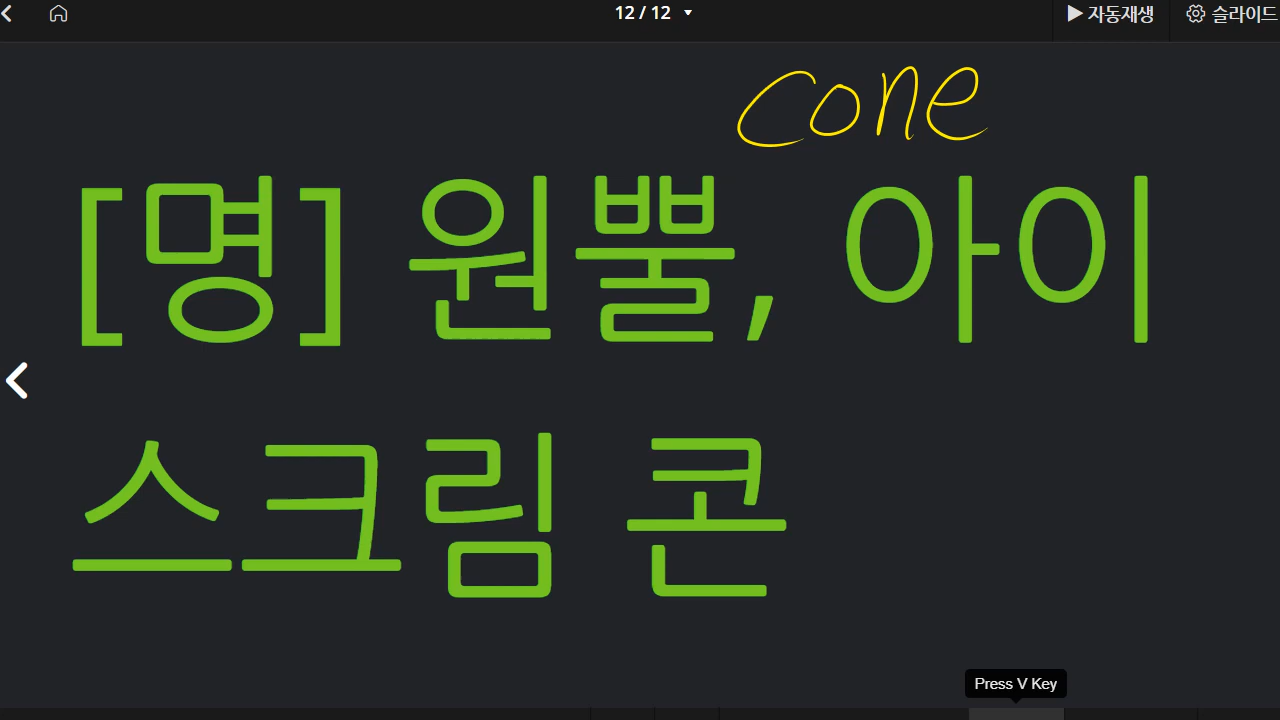 12 / 12 ▼ ▶ 자동재생 슬라이드
cone
[명] 원뿔, 아이
스크림 콘
Press V Key